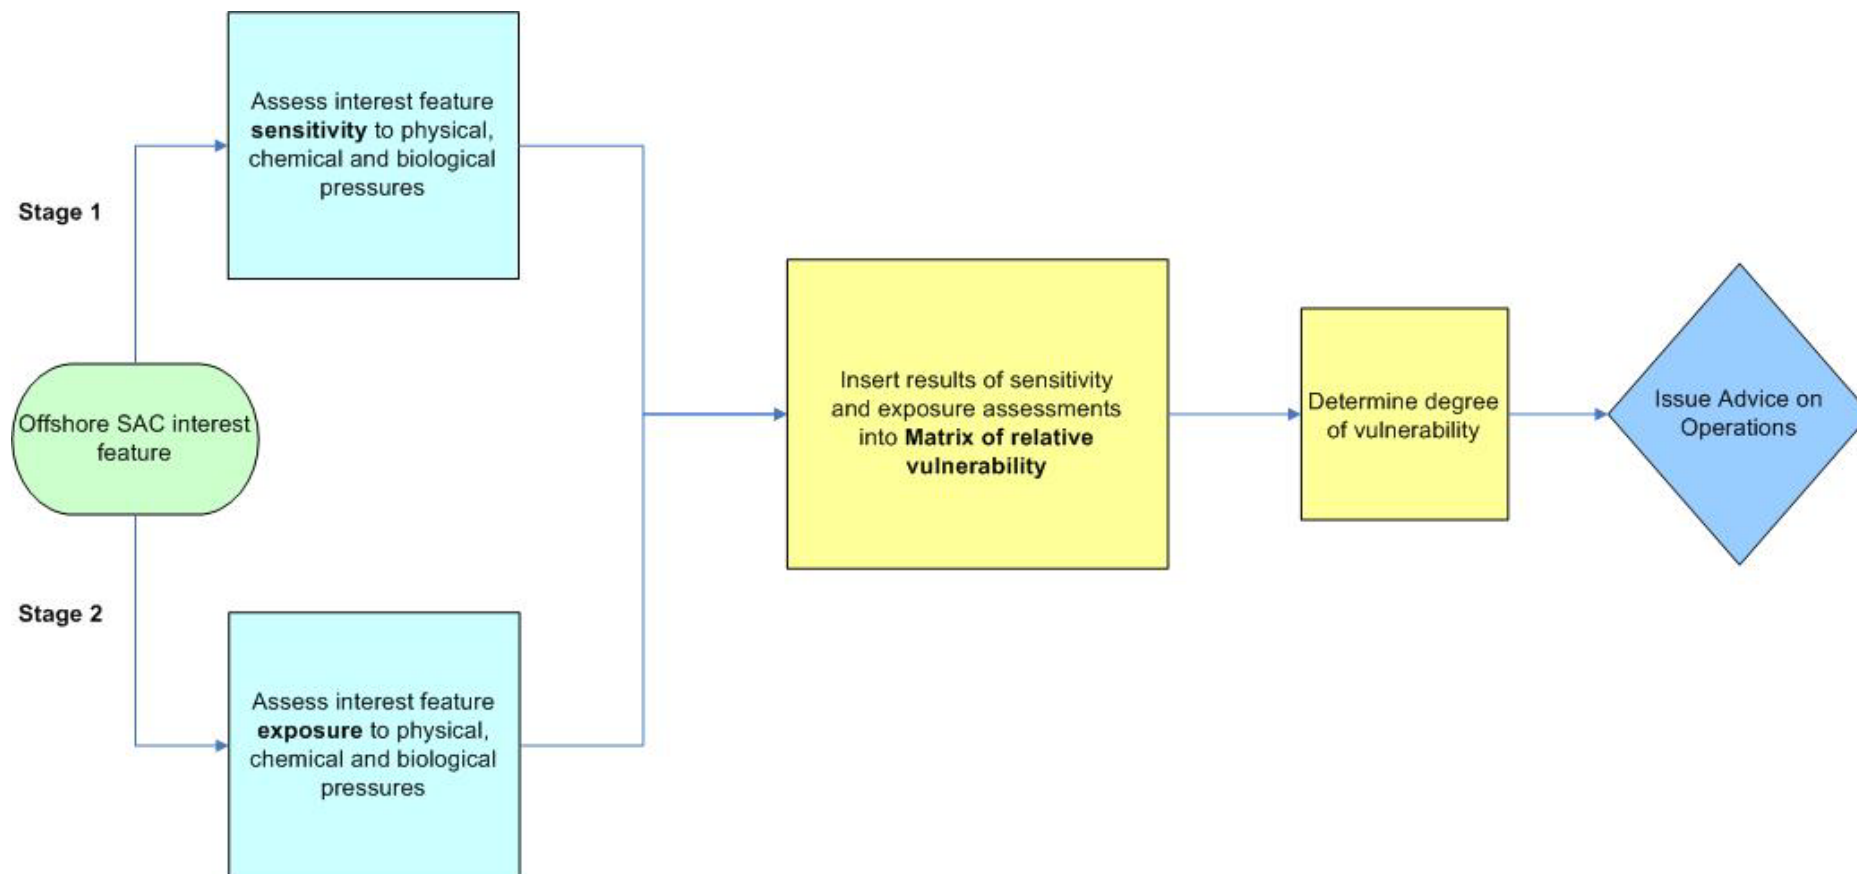 Assess interest feature
sensitivity to physical,
chemical and biological
pressures
Stage 1
Offshore SAC interest
feature
Stage 2
Assess interest feature
exposure to physical,
chemical and biological
pressures
Insert results of sensitivity
and exposure assessments
into Matrix of relative
vulnerability
Determine degree
of vulnerability
Issue Advice on
Operations